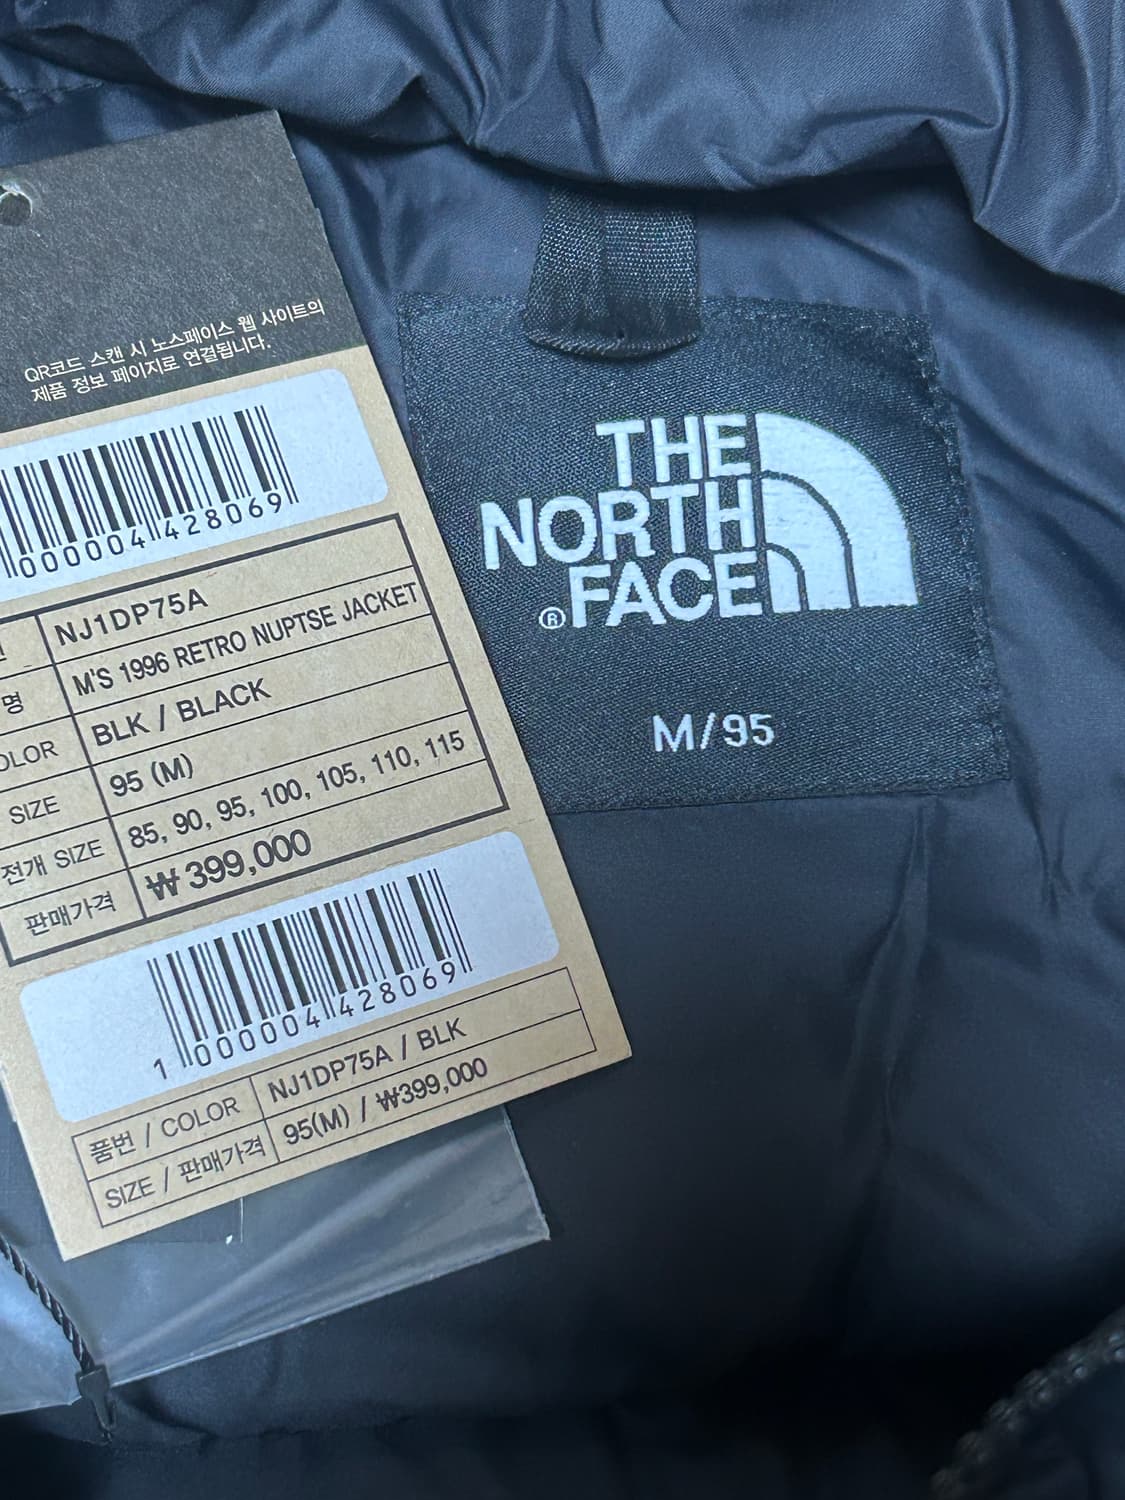 QR코드 스캔 시 노스페이스 웹 사이트의
제품 정보 페이지로 연결됩니다.
000004428069
NJ1DP75A
명 M'S 1996 RETRO NUPTSE JACKET
OLOR BLK / BLACK
SIZE 95 (M)
전개 SIZE 85, 90, 95, 100, 105, 110, 115
판매가격 ₩ 399,000
1000004428069
품번 / COLOR NJ1DP75A / BLK
SIZE / 판매가격 95(M) / ₩399,000
THE
NORTH
®FACE
M/95